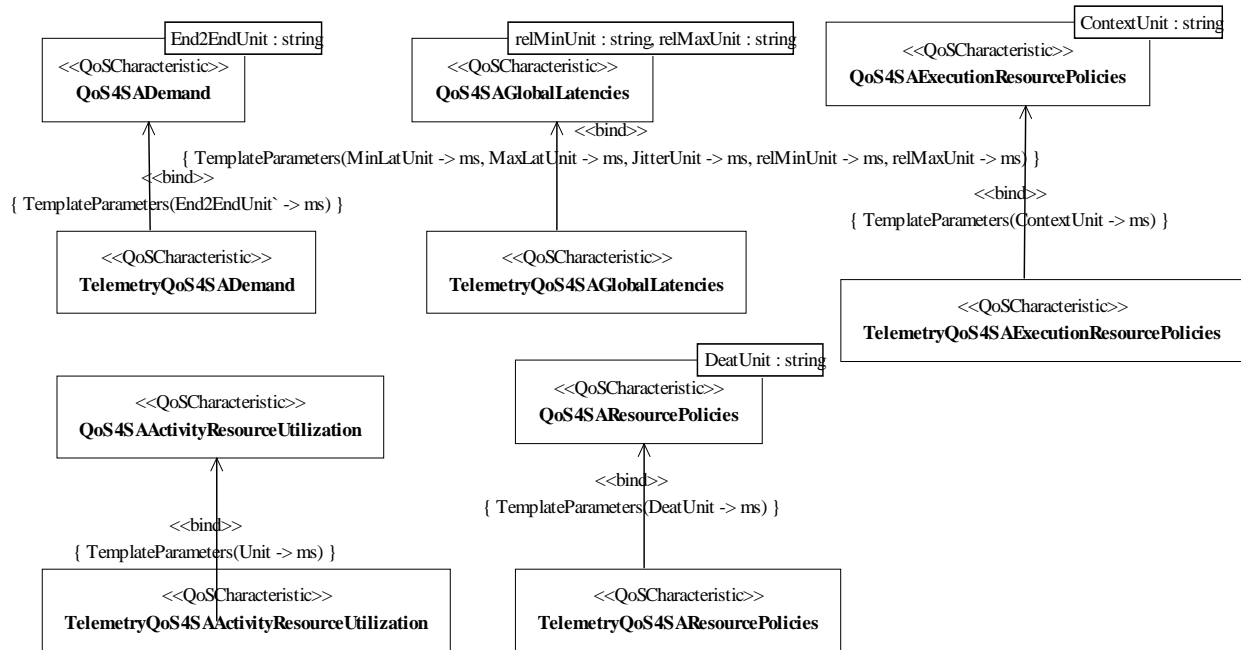 End2EndUnit : string
<<QoSCharacteristic>>
QoS4SADemand
relMinUnit : string, relMaxUnit : string
<<QoSCharacteristic>>
QoS4SAGlobalLatencies
ContextUnit : string
<<QoSCharacteristic>>
QoS4SAExecutionResourcePolicies
<<bind>>
{ TemplateParameters(MinLatUnit -> ms, MaxLatUnit -> ms, JitterUnit -> ms, relMinUnit -> ms, relMaxUnit -> ms) }
<<bind>>
{ TemplateParameters(End2EndUnit` -> ms) }
<<bind>>
{ TemplateParameters(ContextUnit -> ms) }
<<QoSCharacteristic>>
TelemetryQoS4SADemand
<<QoSCharacteristic>>
TelemetryQoS4SAGlobalLatencies
<<QoSCharacteristic>>
TelemetryQoS4SAExecutionResourcePolicies
<<QoSCharacteristic>>
QoS4SAActivityResourceUtilization
DeatUnit : string
<<QoSCharacteristic>>
QoS4SAResourcePolicies
<<bind>>
{ TemplateParameters(Unit -> ms) }
<<bind>>
{ TemplateParameters(DeatUnit -> ms) }
<<QoSCharacteristic>>
TelemetryQoS4SAActivityResourceUtilization
<<QoSCharacteristic>>
TelemetryQoS4SAResourcePolicies